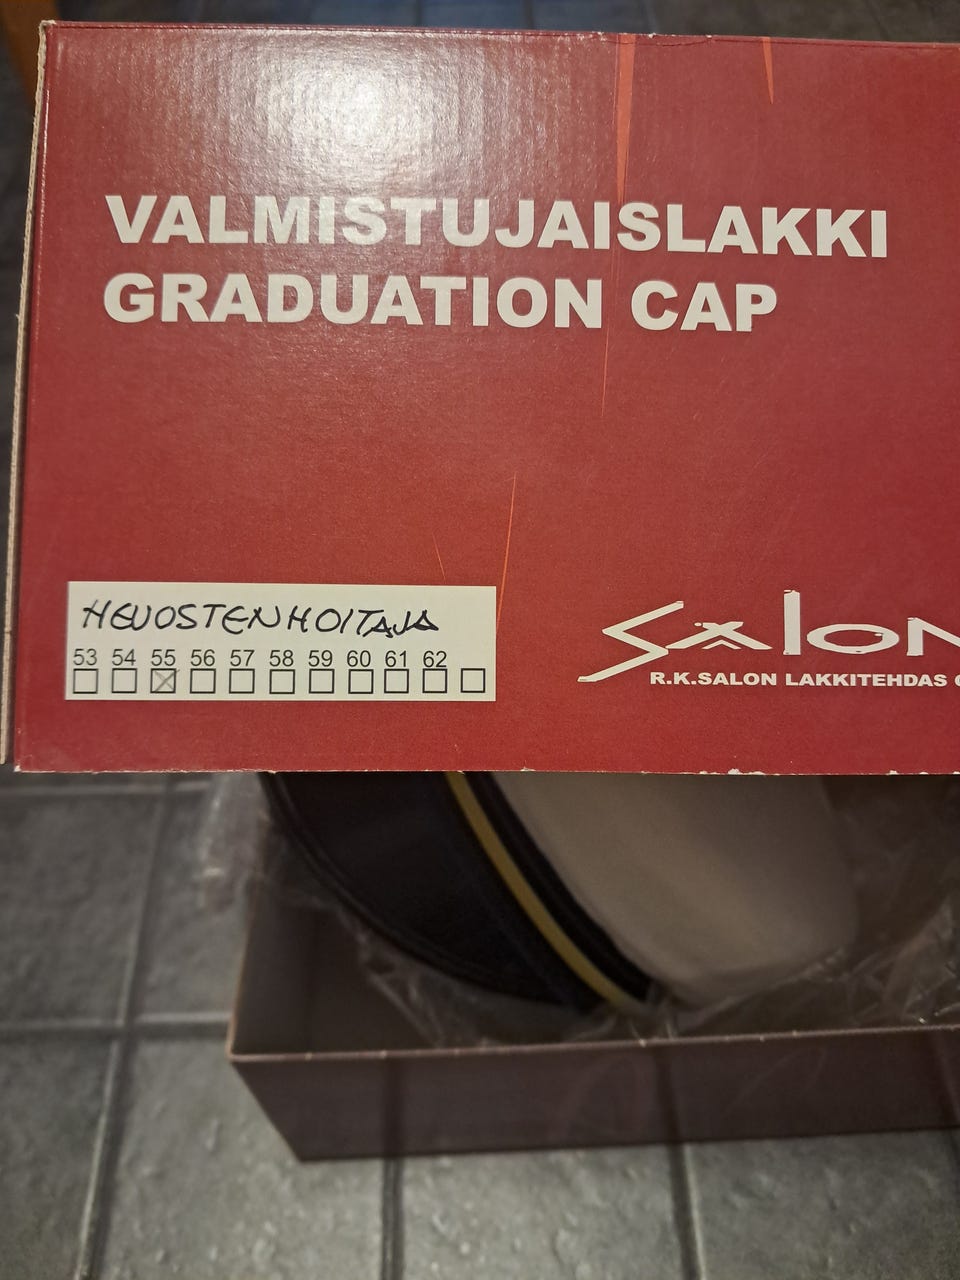 VALMISTUJAISLAKKI
GRADUATION CAP
HEVOSTENHOITAJA
53 54 55 56 57 58 59 60 61 62
Salon
R.K.SALON LAKKITEHDAS